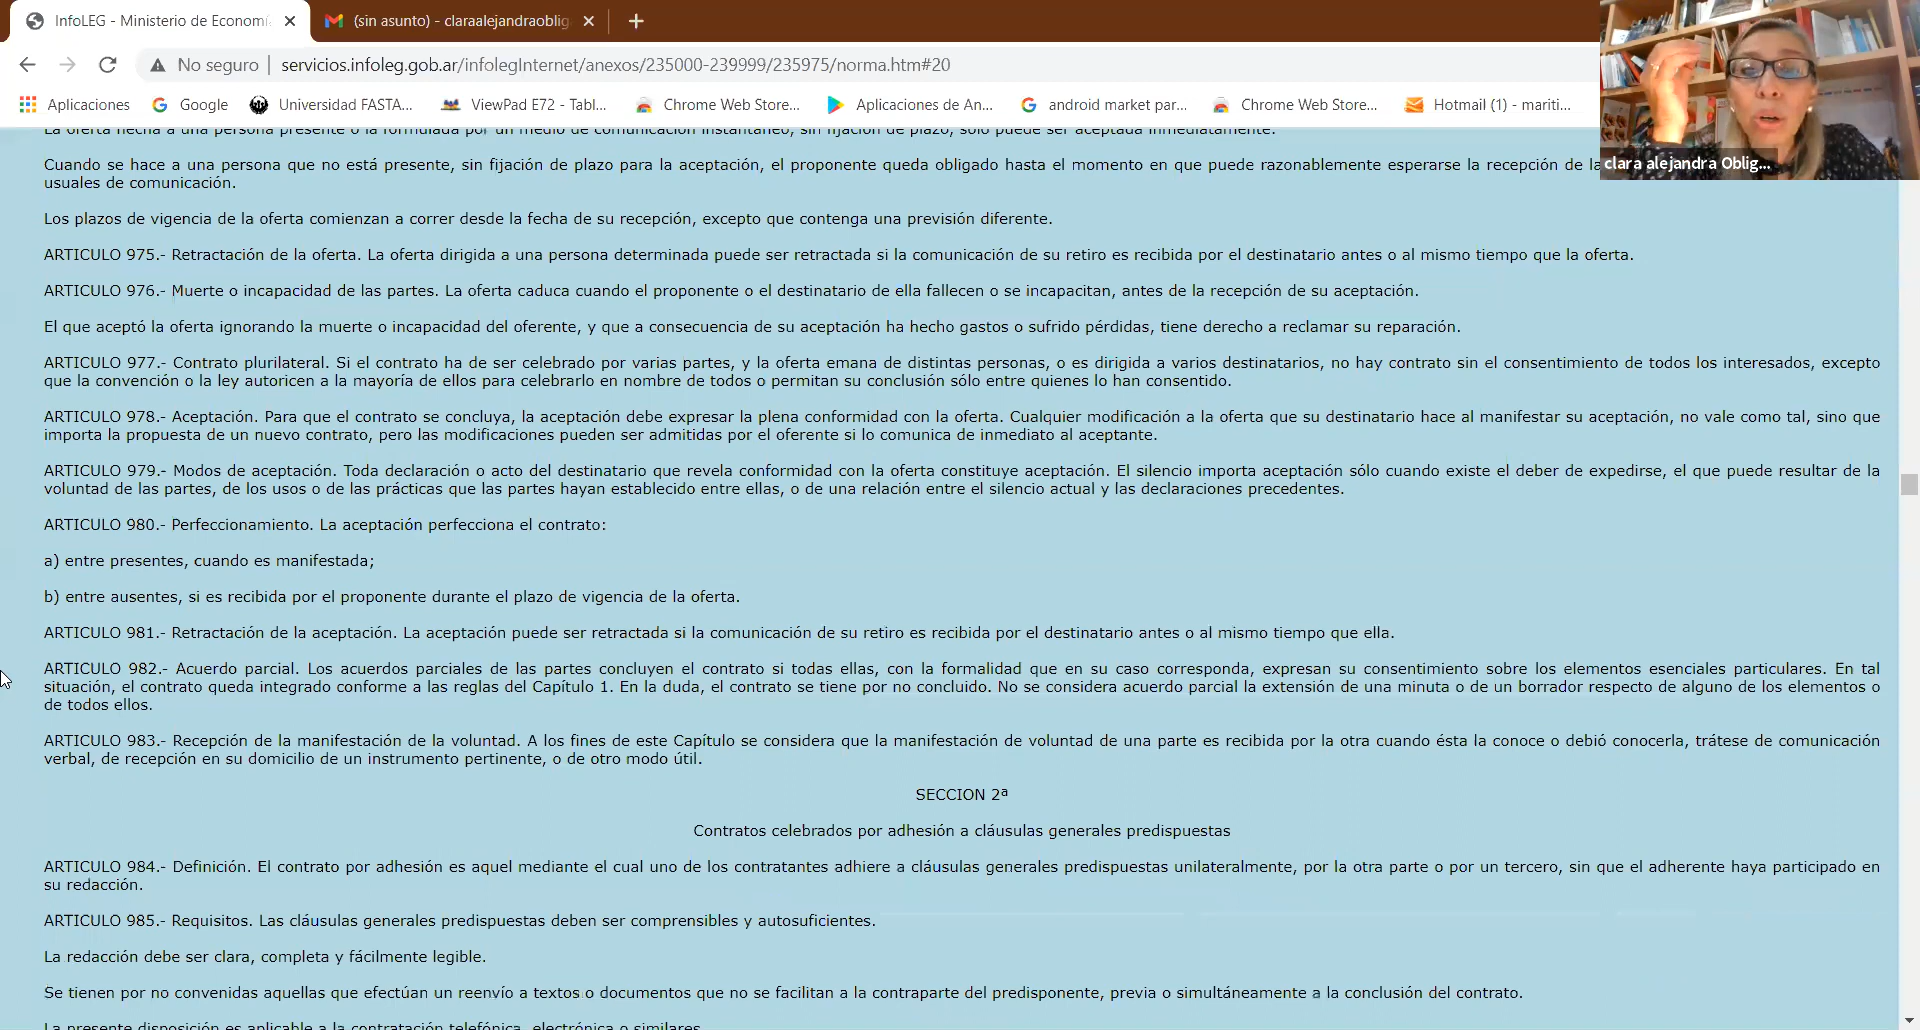 InfoLEG - Ministerio de Economí
(sin asunto) - claraalejandraoblig
No seguro
servicios.infoleg.gob.ar/infolegInternet/anexos/235000-239999/235975/norma.htm#20
Aplicaciones
Google
Universidad FASTA...
ViewPad E72 - Tabl...
Chrome Web Store...
Aplicaciones de An...
android market par...
Chrome Web Store...
Hotmail (1) - mariti...
clara alejandra Oblig...
La oferta hecha a una persona presente o la formulada por un medio de comunicación instantáneo, sin fijación de plazo, sólo puede ser aceptada inmediatamente.
Cuando se hace a una persona que no está presente, sin fijación de plazo para la aceptación, el proponente queda obligado hasta el momento en que puede razonablemente esperarse la recepción de la
usuales de comunicación.
Los plazos de vigencia de la oferta comienzan a correr desde la fecha de su recepción, excepto que contenga una previsión diferente.
ARTICULO 975.- Retractación de la oferta. La oferta dirigida a una persona determinada puede ser retractada si la comunicación de su retiro es recibida por el destinatario antes o al mismo tiempo que la oferta.
ARTICULO 976.- Muerte o incapacidad de las partes. La oferta caduca cuando el proponente o el destinatario de ella fallecen o se incapacitan, antes de la recepción de su aceptación.
El que aceptó la oferta ignorando la muerte o incapacidad del oferente, y que a consecuencia de su aceptación ha hecho gastos o sufrido pérdidas, tiene derecho a reclamar su reparación.
ARTICULO 977.- Contrato plurilateral. Si el contrato ha de ser celebrado por varias partes, y la oferta emana de distintas personas, o es dirigida a varios destinatarios, no hay contrato sin el consentimiento de todos los interesados, excepto
que la convención o la ley autoricen a la mayoría de ellos para celebrarlo en nombre de todos o permitan su conclusión sólo entre quienes lo han consentido.
ARTICULO 978.- Aceptación. Para que el contrato se concluya, la aceptación debe expresar la plena conformidad con la oferta. Cualquier modificación a la oferta que su destinatario hace al manifestar su aceptación, no vale como tal, sino que
importa la propuesta de un nuevo contrato, pero las modificaciones pueden ser admitidas por el oferente si lo comunica de inmediato al aceptante.
ARTICULO 979.- Modos de aceptación. Toda declaración o acto del destinatario que revela conformidad con la oferta constituye aceptación. El silencio importa aceptación sólo cuando existe el deber de expedirse, el que puede resultar de la
voluntad de las partes, de los usos o de las prácticas que las partes hayan establecido entre ellas, o de una relación entre el silencio actual y las declaraciones precedentes.
ARTICULO 980.- Perfeccionamiento. La aceptación perfecciona el contrato:
a) entre presentes, cuando es manifestada;
b) entre ausentes, si es recibida por el proponente durante el plazo de vigencia de la oferta.
ARTICULO 981.- Retractación de la aceptación. La aceptación puede ser retractada si la comunicación de su retiro es recibida por el destinatario antes o al mismo tiempo que ella.
ARTICULO 982.- Acuerdo parcial. Los acuerdos parciales de las partes concluyen el contrato si todas ellas, con la formalidad que en su caso corresponda, expresan su consentimiento sobre los elementos esenciales particulares. En tal
situación, el contrato queda integrado conforme a las reglas del Capítulo 1. En la duda, el contrato se tiene por no concluido. No se considera acuerdo parcial la extensión de una minuta o de un borrador respecto de alguno de los elementos o
de todos ellos.
ARTICULO 983.- Recepción de la manifestación de la voluntad. A los fines de este Capítulo se considera que la manifestación de voluntad de una parte es recibida por la otra cuando ésta la conoce o debió conocerla, trátese de comunicación
verbal, de recepción en su domicilio de un instrumento pertinente, o de otro modo útil.
SECCION 2ª
Contratos celebrados por adhesión a cláusulas generales predispuestas
ARTICULO 984.- Definición. El contrato por adhesión es aquel mediante el cual uno de los contratantes adhiere a cláusulas generales predispuestas unilateralmente, por la otra parte o por un tercero, sin que el adherente haya participado en
su redacción.
ARTICULO 985.- Requisitos. Las cláusulas generales predispuestas deben ser comprensibles y autosuficientes.
La redacción debe ser clara, completa y fácilmente legible.
Se tienen por no convenidas aquellas que efectúan un reenvío a textos o documentos que no se facilitan a la contraparte del predisponente, previa o simultáneamente a la conclusión del contrato.
La presente disposición es aplicable a la contratación telefónica, electrónica o similares.